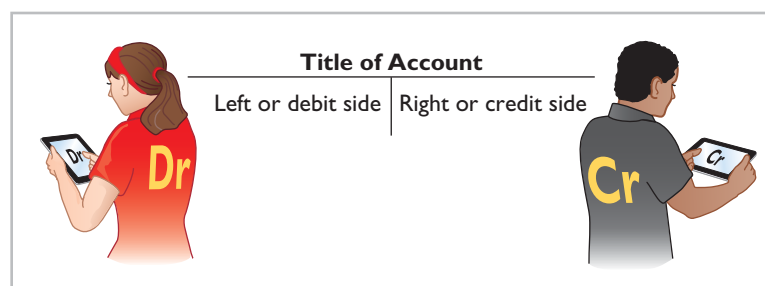 Title of Account
Left or debit side Right or credit side
Dr
Dr
Cr
Cr